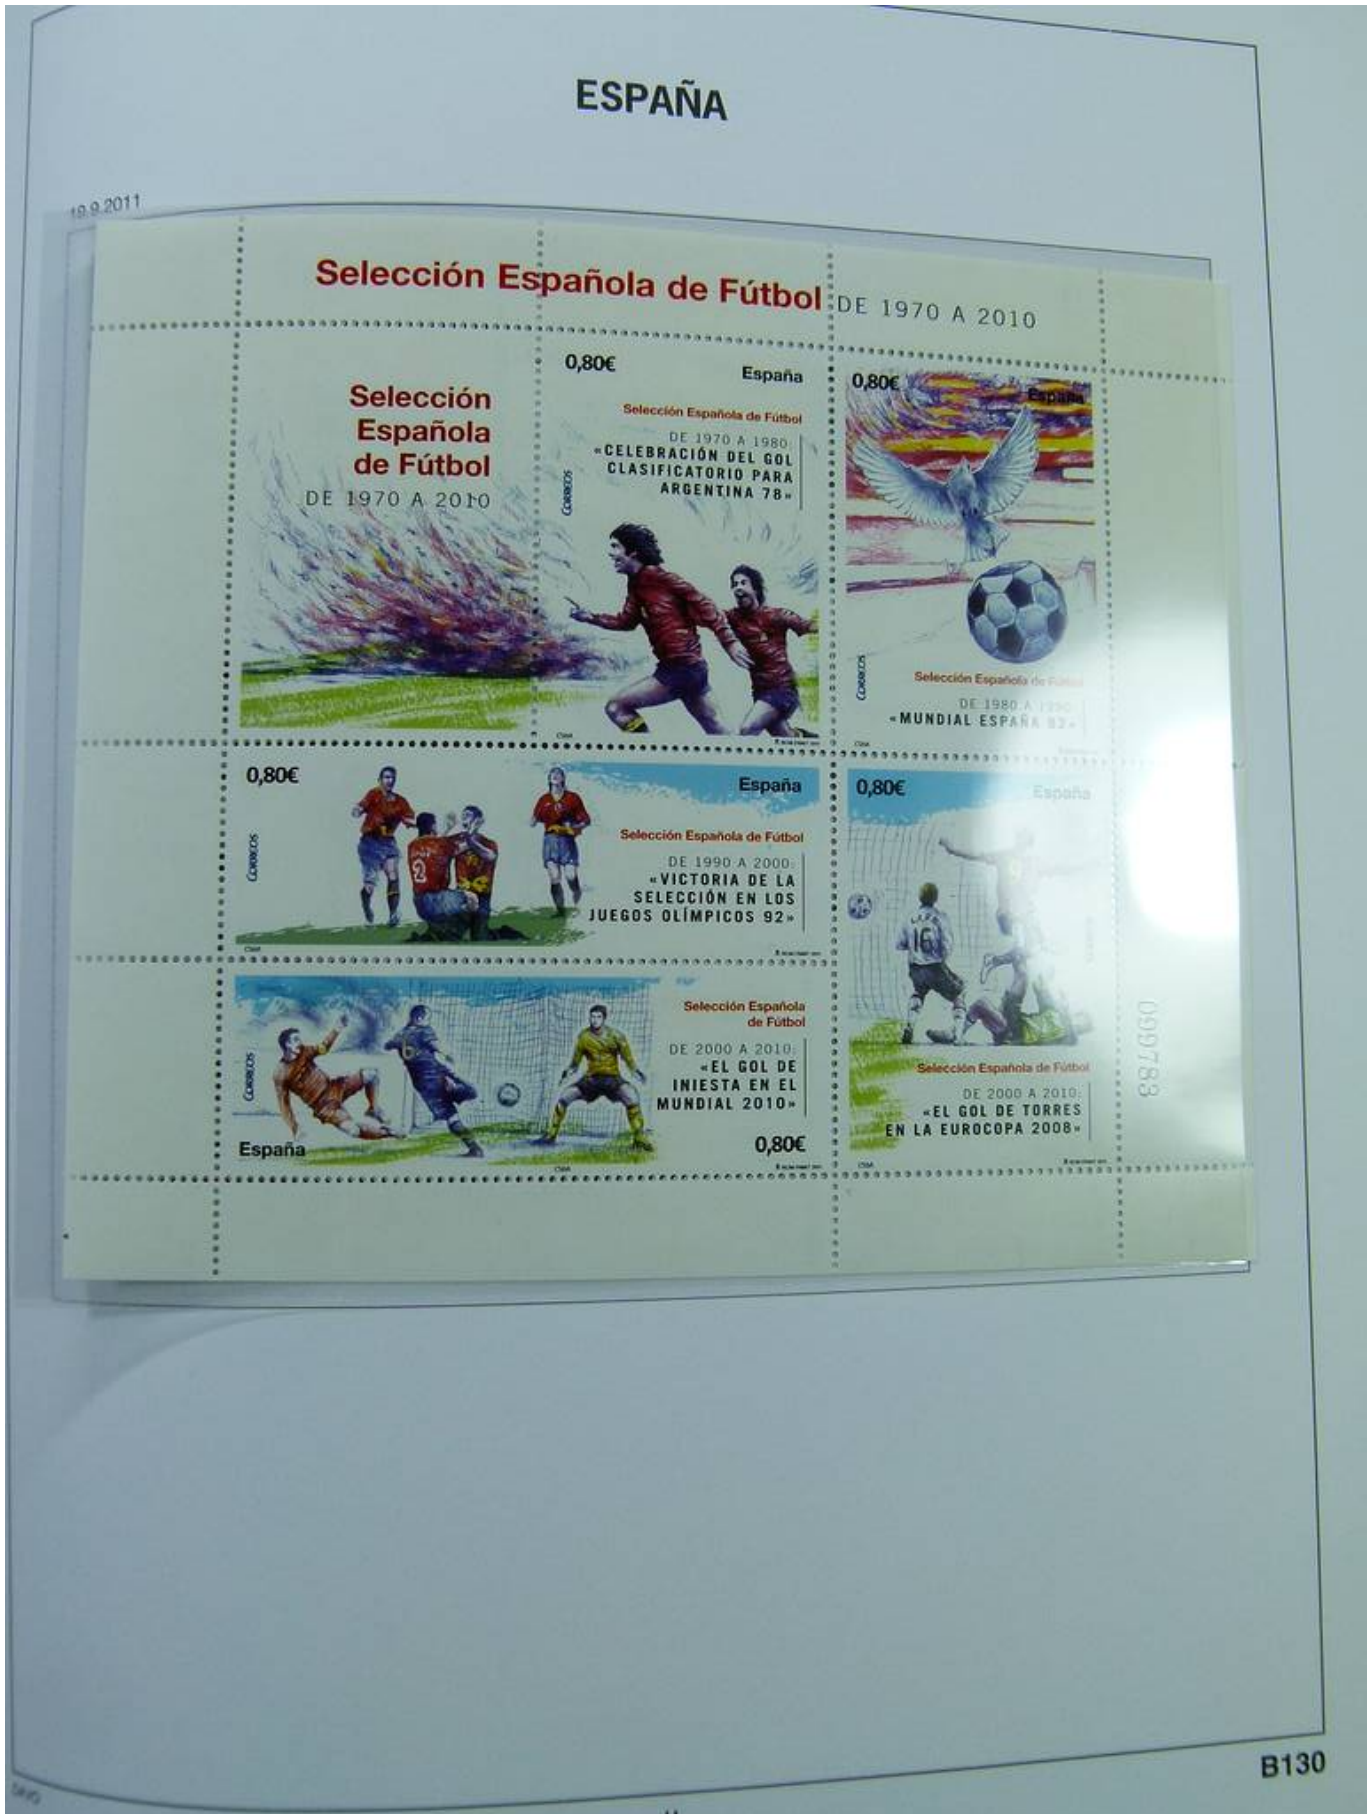 ESPAÑA
19.9.2011
Selección Española de Fútbol DE 1970 A 2010
Selección
Española
de Fútbol
DE 1970 A 2010
0,80€
España
Selección Española de Fútbol
DE 1970 A 1980:
«CELEBRACIÓN DEL GOL
CLASIFICATORIO PARA
ARGENTINA 78»
CORREOS
0,80€
España
CORREOS
Selección Española de Fútbol
DE 1980 A 1990:
«MUNDIAL ESPAÑA 82»
0,80€
España
CORREOS
2
Selección Española de Fútbol
DE 1990 A 2000:
«VICTORIA DE LA
SELECCIÓN EN LOS
JUEGOS OLÍMPICOS 92»
0,80€
España
16
Selección Española de Fútbol
DE 2000 A 2010:
«EL GOL DE TORRES
EN LA EUROCOPA 2008»
099783
CORREOS
6
Selección Española
de Fútbol
DE 2000 A 2010:
«EL GOL DE
INIESTA EN EL
MUNDIAL 2010»
España
0,80€
B130